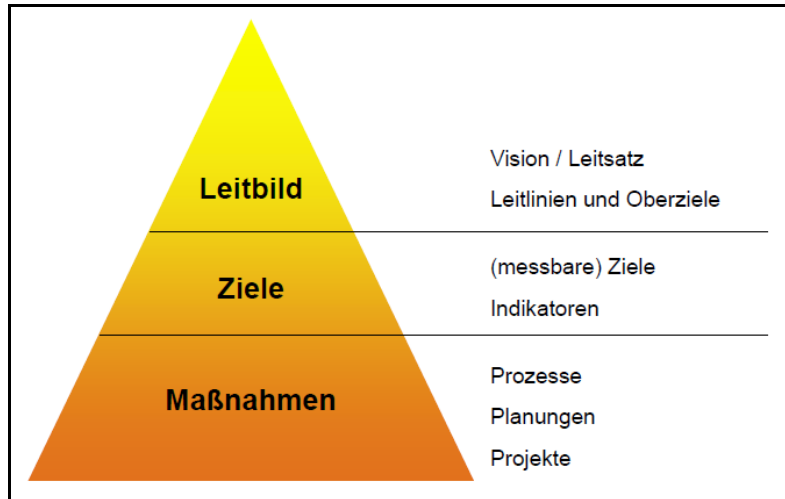 Leitbild
Vision / Leitsatz
Leitlinien und Oberziele
Ziele
(messbare) Ziele
Indikatoren
Maßnahmen
Prozesse
Planungen
Projekte